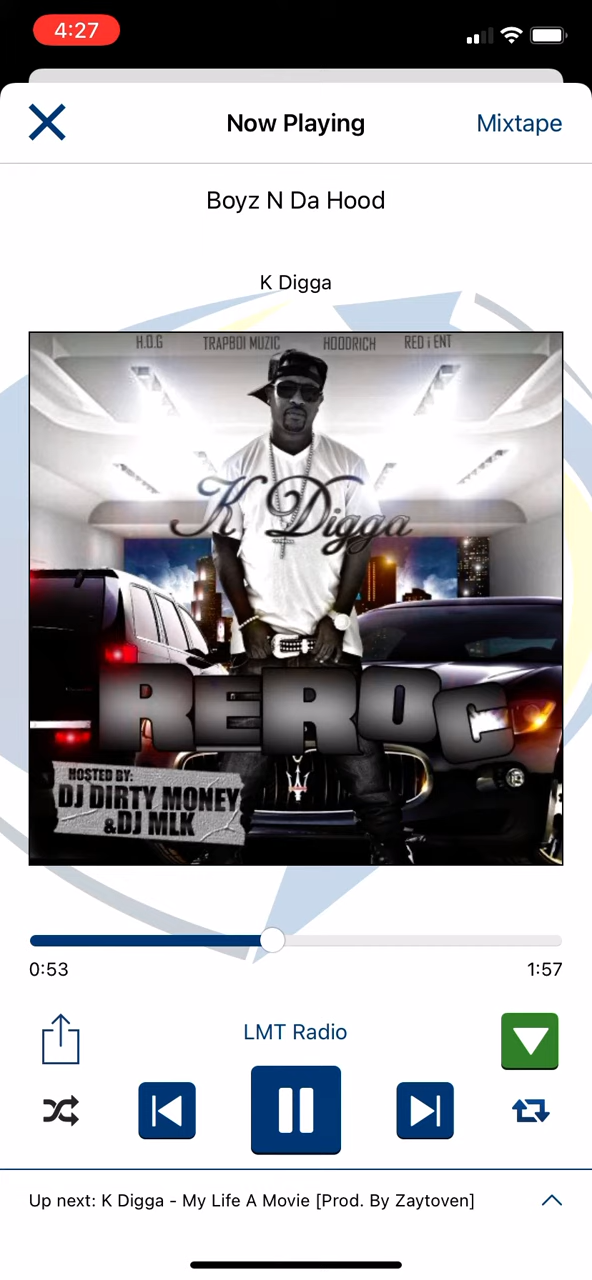 4:27
Now Playing
Mixtape
Boyz N Da Hood
K Digga
H.O.G TRAPBOI MUZIC HOODRICH RED i ENT
K Digga
REROC
HOSTED BY:
DJ DIRTY MONEY
&DJ MLK
0:53
1:57
LMT Radio
Up next: K Digga - My Life A Movie [Prod. By Zaytoven]